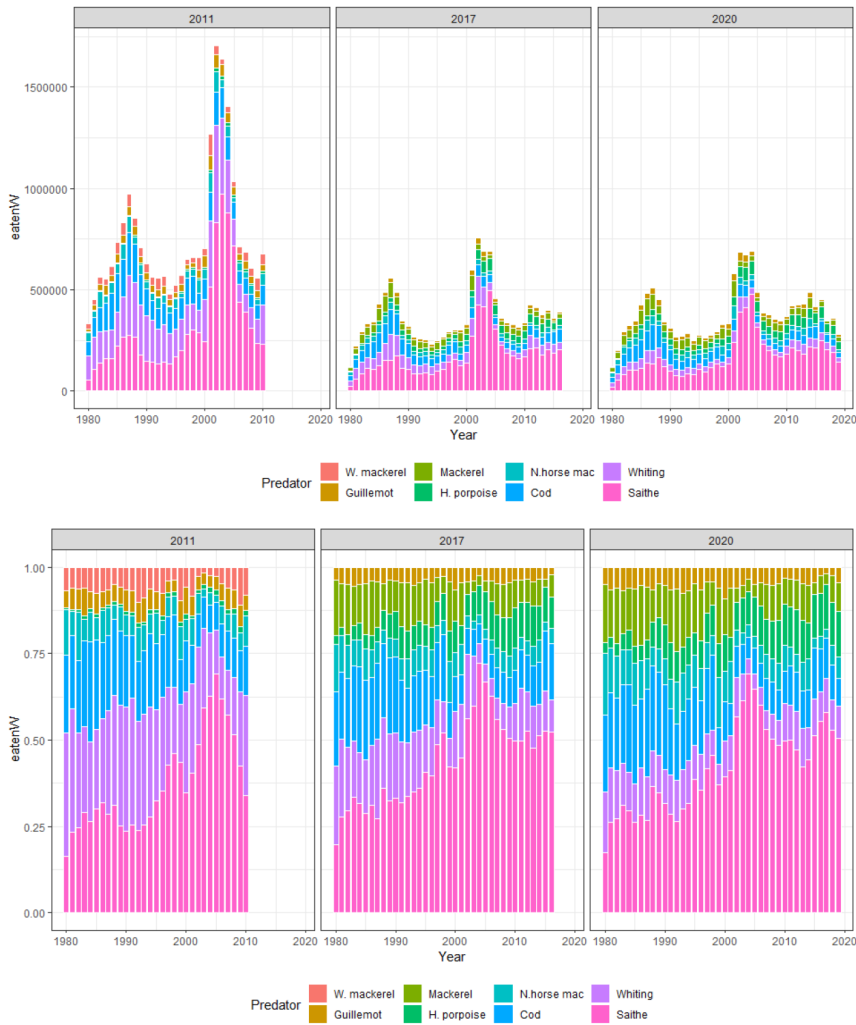 2011 2017 2020
1500000
1000000
500000
0
eatenW
1980 1990 2000 2010 2020 1980 1990 2000 2010 2020 1980 1990 2000 2010 2020
Year
Predator
W. mackerel Mackerel N.horse mac Whiting
Guillemot H. porpoise Cod Saithe
2011 2017 2020
1.00
0.75
0.50
0.25
0.00
eatenW
1980 1990 2000 2010 2020 1980 1990 2000 2010 2020 1980 1990 2000 2010 2020
Year
Predator
W. mackerel Mackerel N.horse mac Whiting
Guillemot H. porpoise Cod Saithe